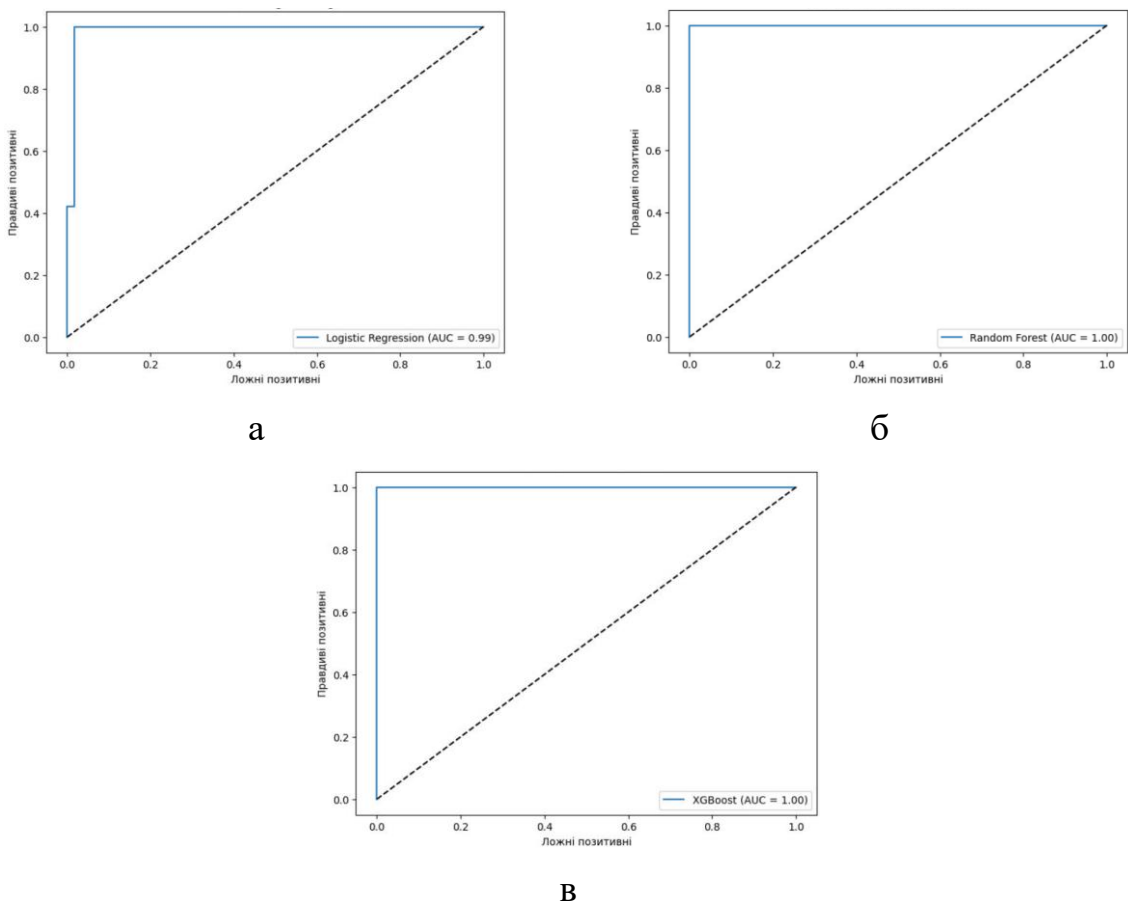 1.0
0.8
0.6
0.4
0.2
0.0
Правдиві позитивні
Logistic Regression (AUC = 0.99)
0.0 0.2 0.4 0.6 0.8 1.0
Ложні позитивні
а
1.0
0.8
0.6
0.4
0.2
0.0
Правдиві позитивні
Random Forest (AUC = 1.00)
0.0 0.2 0.4 0.6 0.8 1.0
Ложні позитивні
б
1.0
0.8
0.6
0.4
0.2
0.0
Правдиві позитивні
XGBoost (AUC = 1.00)
0.0 0.2 0.4 0.6 0.8 1.0
Ложні позитивні
в